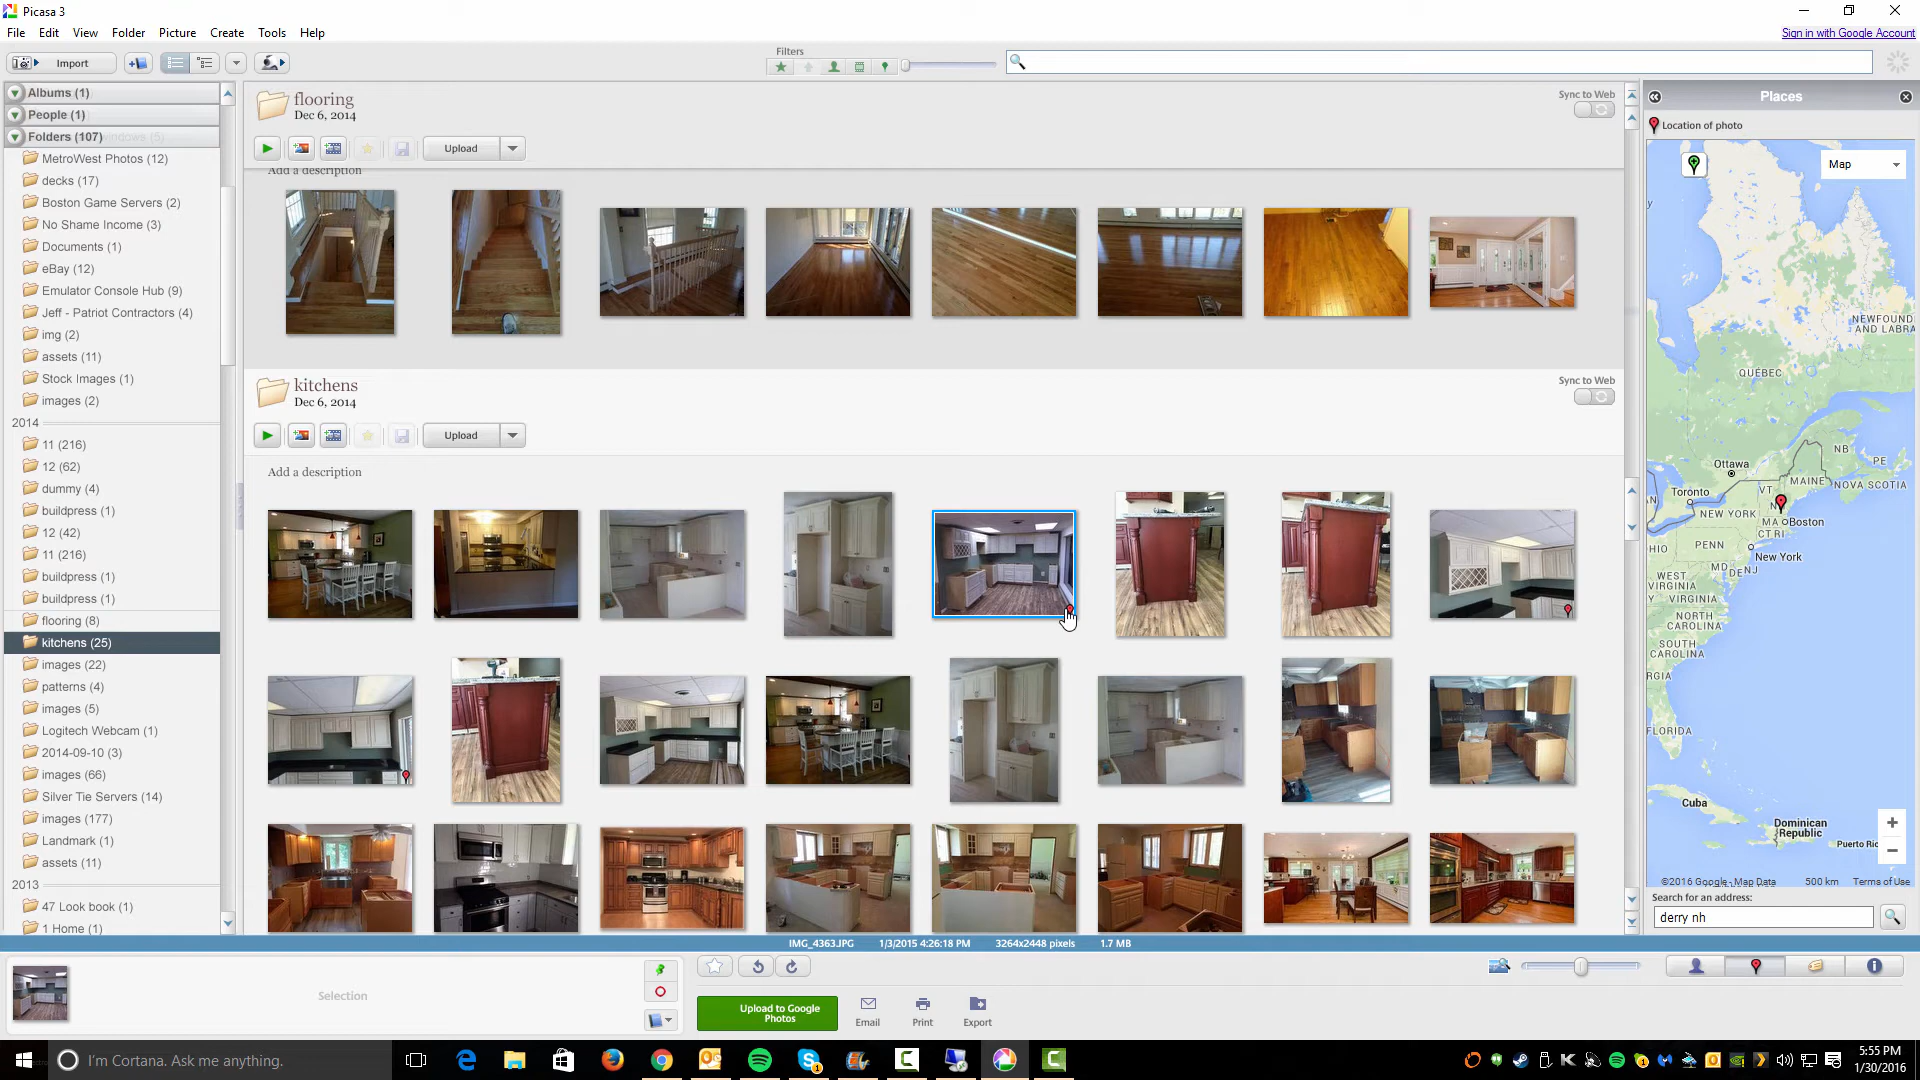 Picasa 3
File Edit View Folder Picture Create Tools Help
Sign in with Google Account
Import
Filters
Albums (1)
People (1)
Folders (107)
MetroWest Photos (12)
decks (17)
Boston Game Servers (2)
No Shame Income (3)
Documents (1)
eBay (12)
Emulator Console Hub (9)
Jeff - Patriot Contractors (4)
img (2)
assets (11)
Stock Images (1)
images (2)
2014
11 (216)
12 (62)
dummy (4)
buildpress (1)
12 (42)
11 (216)
buildpress (1)
buildpress (1)
flooring (8)
kitchens (25)
images (22)
patterns (4)
images (5)
Logitech Webcam (1)
2014-09-10 (3)
images (66)
Silver Tie Servers (14)
images (177)
Landmark (1)
assets (11)
2013
47 Look book (1)
1 Home (1)
flooring
Dec 6, 2014
Sync to Web
Upload
Add a description
kitchens
Dec 6, 2014
Sync to Web
Upload
Add a description
Places
Location of photo
Map
NEWFOUND
AND LABRA
QUÉBEC
Ottawa
NB
PE
MAINE
NOVA SCOTIA
Toronto
VT
NEW YORK
MA Boston
CT RI
PENN
New York
MD DE NJ
WEST
VIRGINIA
VIRGINIA
NORTH
CAROLINA
SOUTH
CAROLINA
RGIA
FLORIDA
Cuba
Dominican
Republic
Puerto Ric
©2016 Google - Map Data 500 km Terms of Use
Search for an address:
derry nh
IMG_4363.JPG 1/3/2015 4:26:18 PM 3264x2448 pixels 1.7 MB
Selection
Upload to Google
Photos
Email
Print
Export
I'm Cortana. Ask me anything.
5:55 PM
1/30/2016